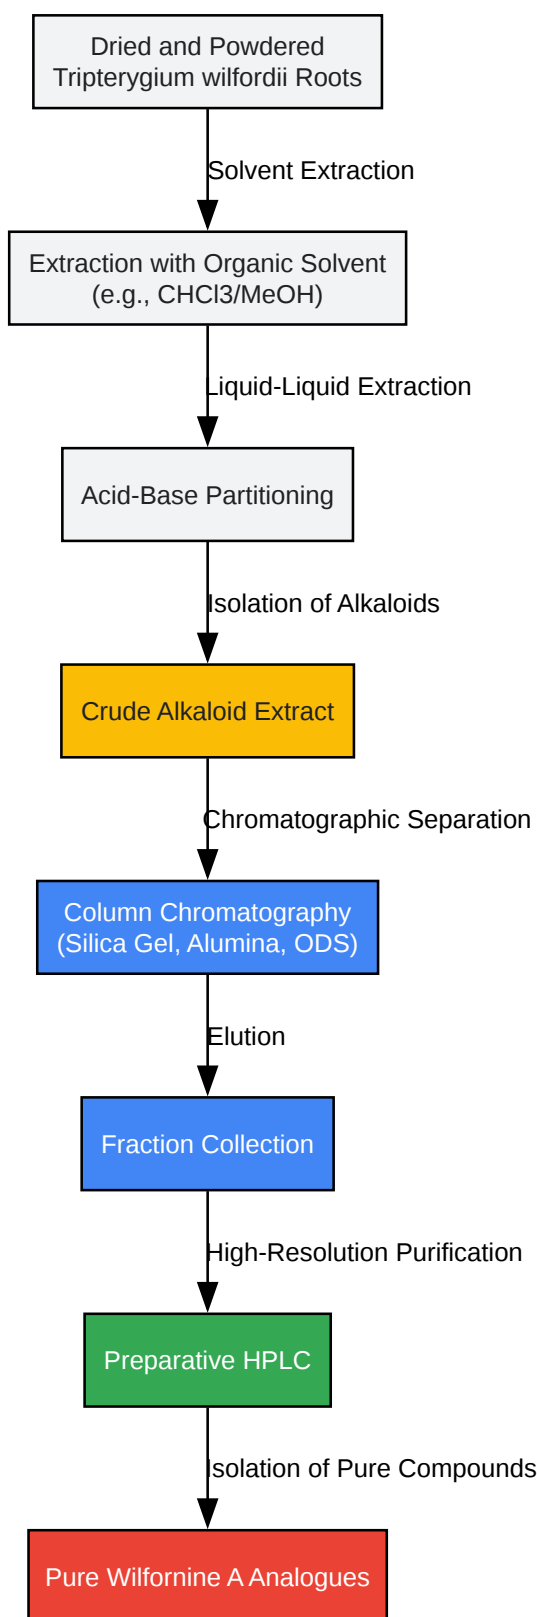 Dried and Powdered
Tripterygium wilfordii Roots
Solvent Extraction
Extraction with Organic Solvent
(e.g., CHCl3/MeOH)
Liquid-Liquid Extraction
Acid-Base Partitioning
Isolation of Alkaloids
Crude Alkaloid Extract
Chromatographic Separation
Column Chromatography
(Silica Gel, Alumina, ODS)
Elution
Fraction Collection
High-Resolution Purification
Preparative HPLC
Isolation of Pure Compounds
Pure Wilfornine A Analogues